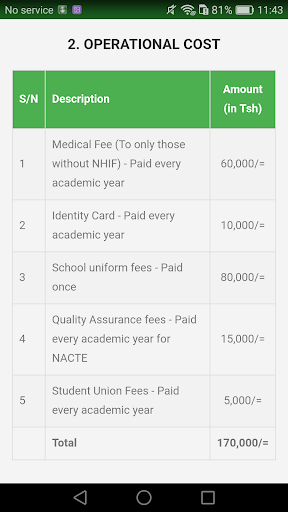 No service 81% 11:43
2. OPERATIONAL COST
S/N Description Amount
(in Tsh)
1 Medical Fee (To only those
without NHIF) - Paid every
academic year 60,000/=
2 Identity Card - Paid every
academic year 10,000/=
3 School uniform fees - Paid
once 80,000/=
4 Quality Assurance fees - Paid
every academic year for
NACTE 15,000/=
5 Student Union Fees - Paid
every academic year 5,000/=
Total 170,000/=